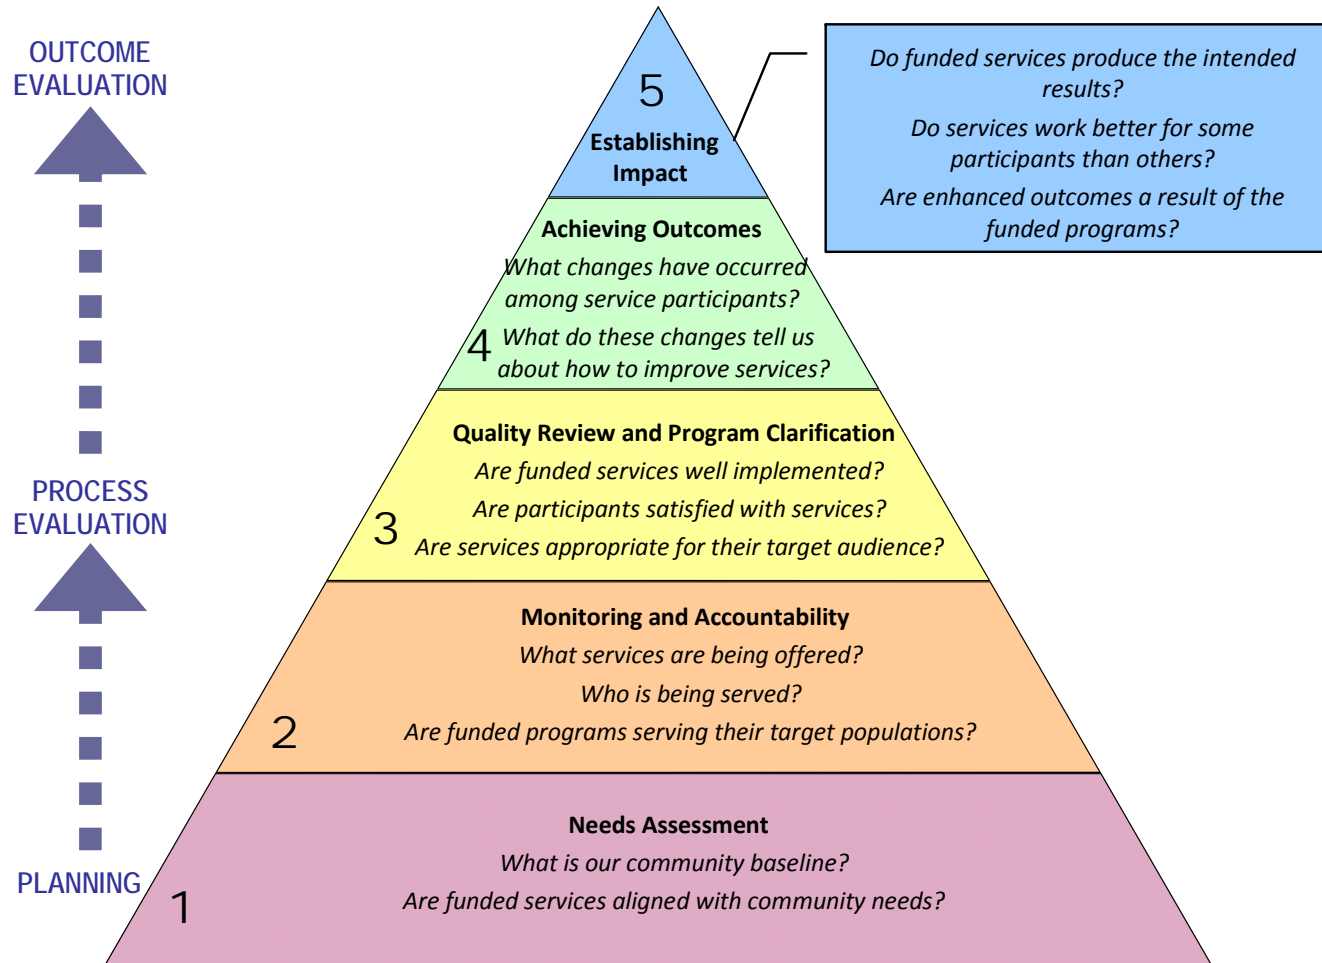 OUTCOME
EVALUATION
PROCESS
EVALUATION
PLANNING
5
Establishing
Impact
Do funded services produce the intended
results?
Do services work better for some
participants than others?
Are enhanced outcomes a result of the
funded programs?
Achieving Outcomes
What changes have occurred
among service participants?
4
What do these changes tell us
about how to improve services?
Quality Review and Program Clarification
Are funded services well implemented?
Are participants satisfied with services?
3
Are services appropriate for their target audience?
Monitoring and Accountability
What services are being offered?
Who is being served?
2
Are funded programs serving their target populations?
Needs Assessment
What is our community baseline?
1
Are funded services aligned with community needs?